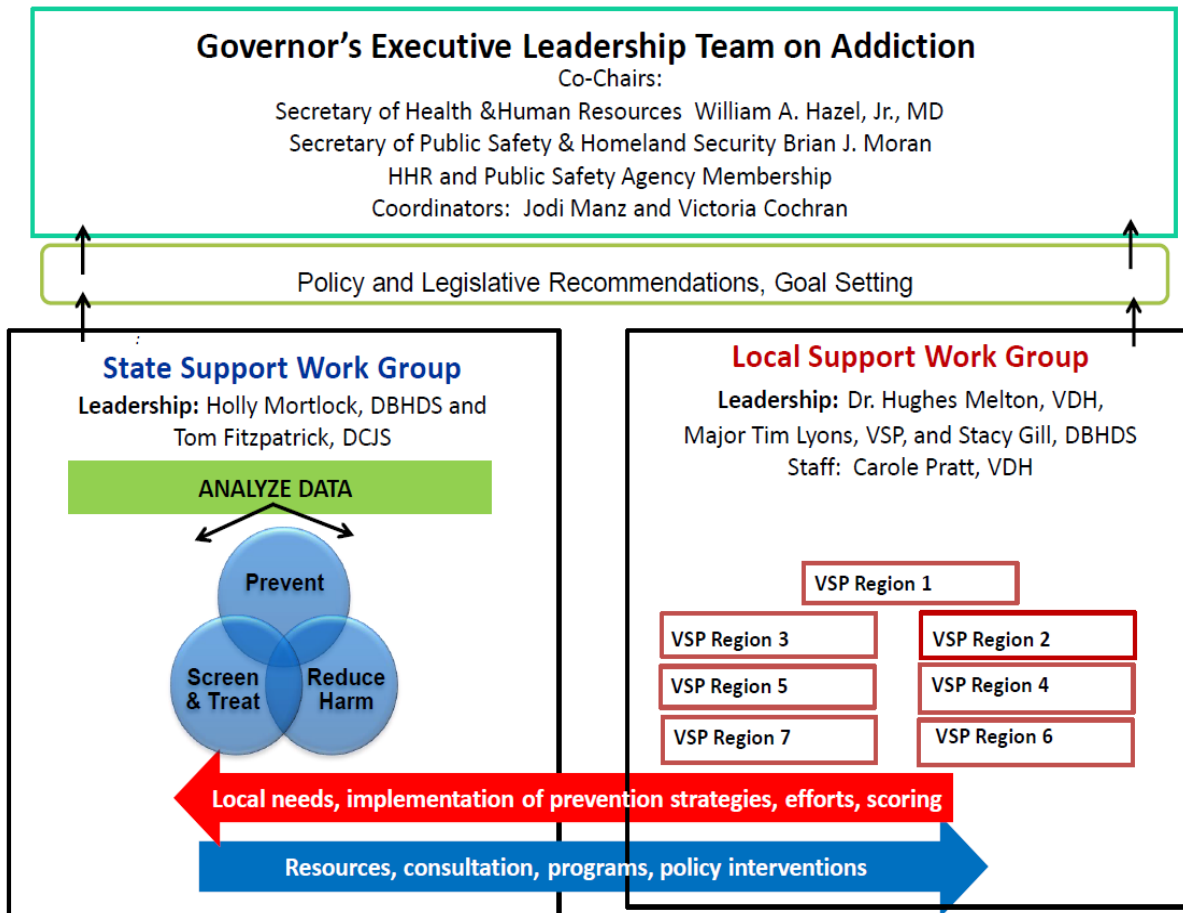 Governor's Executive Leadership Team on Addiction
Co-Chairs:
Secretary of Health &Human Resources William A. Hazel, Jr., MD
Secretary of Public Safety & Homeland Security Brian J. Moran
HHR and Public Safety Agency Membership
Coordinators: Jodi Manz and Victoria Cochran
Policy and Legislative Recommendations, Goal Setting
:
State Support Work Group
Leadership: Holly Mortlock, DBHDS and
Tom Fitzpatrick, DCJS
ANALYZE DATA
Prevent
Screen
& Treat
Reduce
Harm
Local Support Work Group
Leadership: Dr. Hughes Melton, VDH,
Major Tim Lyons, VSP, and Stacy Gill, DBHDS
Staff: Carole Pratt, VDH
VSP Region 1
VSP Region 3
VSP Region 2
VSP Region 5
VSP Region 4
VSP Region 7
VSP Region 6
Local needs, implementation of prevention strategies, efforts, scoring
Resources, consultation, programs, policy interventions